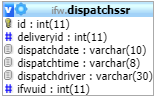 ifw.dispatchssr
id : int(11)
deliveryid : int(11)
dispatchdate : varchar(10)
dispatchtime : varchar(8)
dispatchdriver : varchar(30)
ifwuid : int(11)